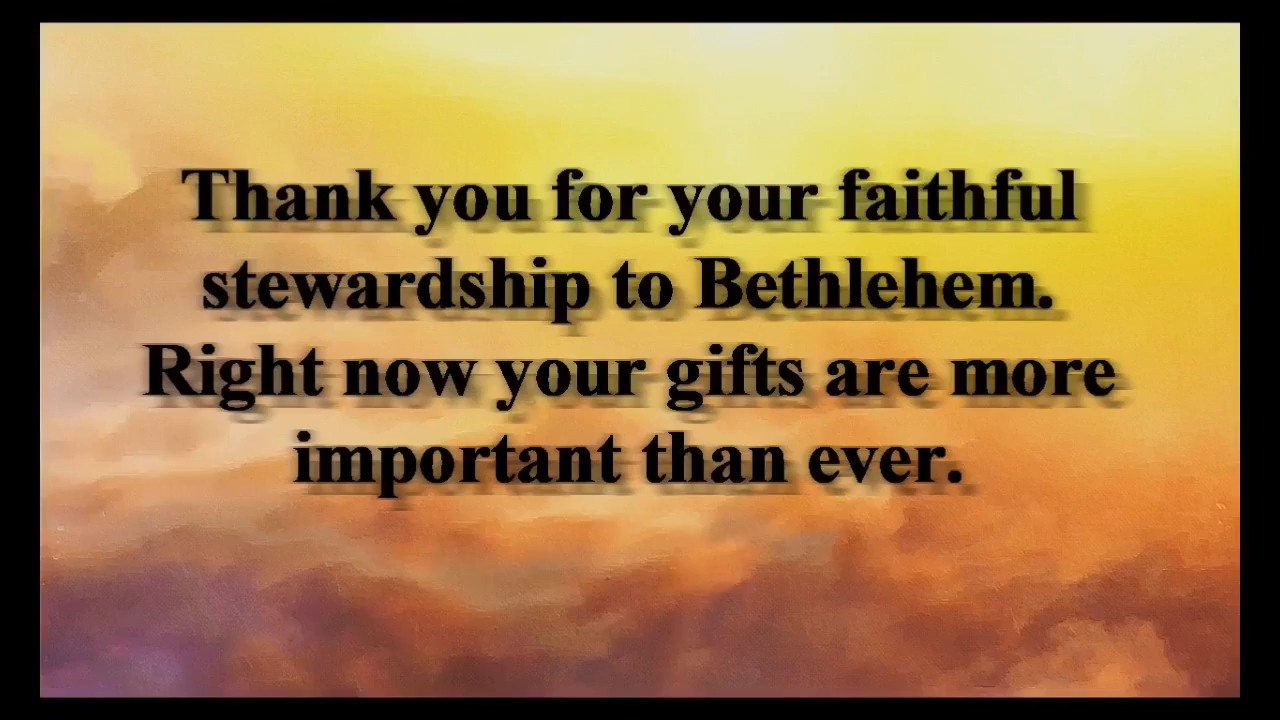 Thank you for your faithful
stewardship to Bethlehem.
Right now your gifts are more
important than ever.